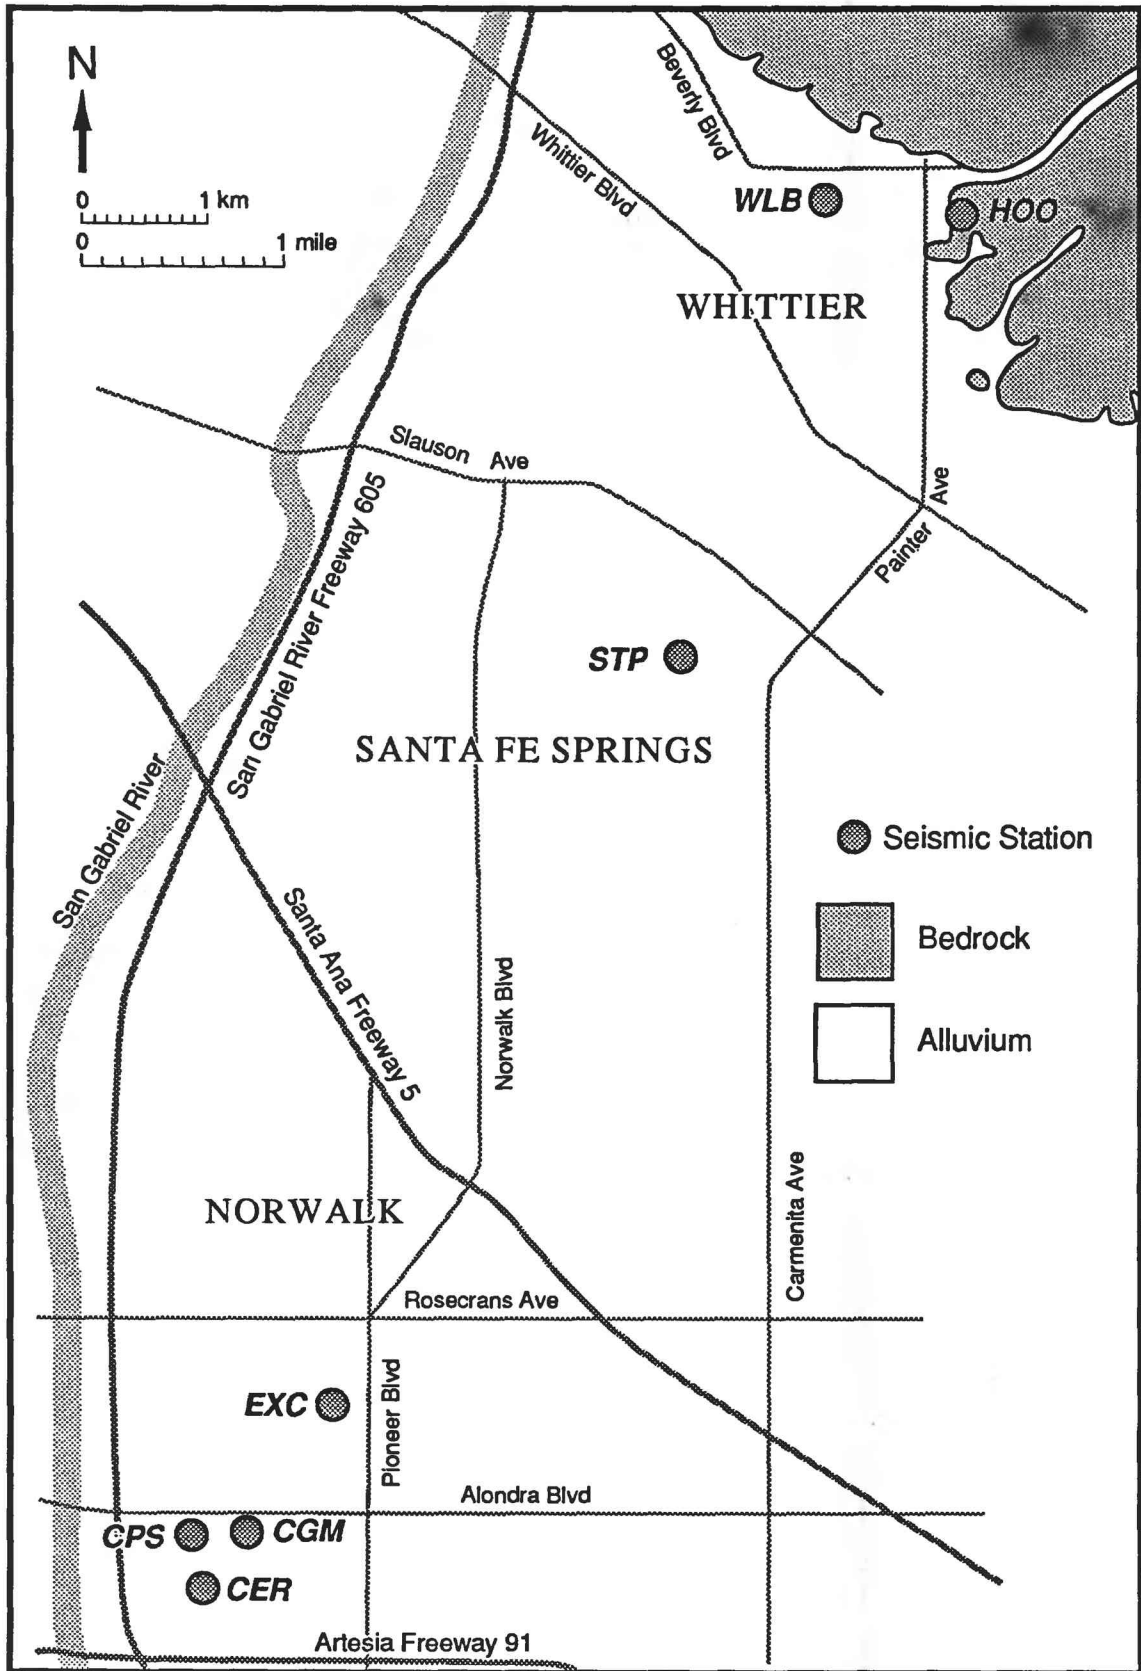 N
0 1 km
0 1 mile
Beverly Blvd
Whittier Blvd
WLB
HOO
WHITTIER
Slauson Ave
San Gabriel River Freeway 605
Painter Ave
STP
SANTA FE SPRINGS
San Gabriel River
Seismic Station
Bedrock
Alluvium
Santa Ana Freeway 5
Norwalk Blvd
Carmenita Ave
NORWALK
Rosecrans Ave
EXC
Pioneer Blvd
Alondra Blvd
CPS
CGM
CER
Artesia Freeway 91